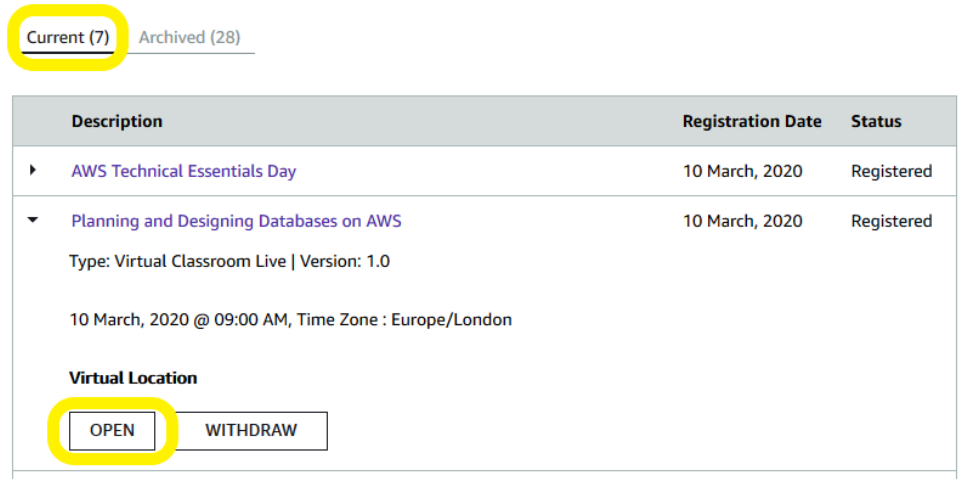 Current (7) Archived (28)
Description Registration Date Status
AWS Technical Essentials Day 10 March, 2020 Registered
Planning and Designing Databases on AWS 10 March, 2020 Registered
Type: Virtual Classroom Live | Version: 1.0
10 March, 2020 @ 09:00 AM, Time Zone : Europe/London
Virtual Location
OPEN WITHDRAW